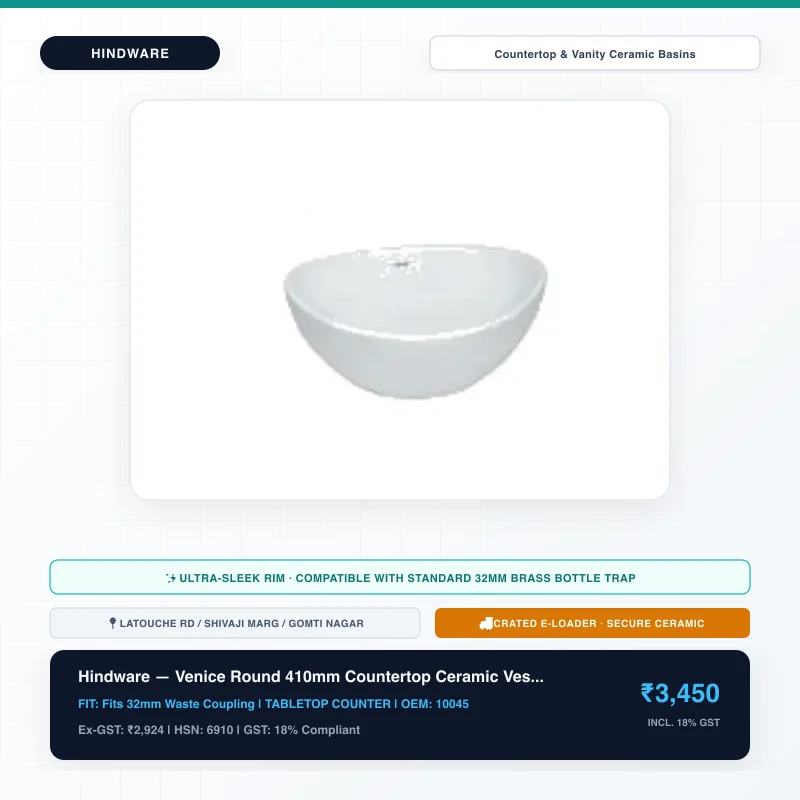 HINDWARE
Countertop & Vanity Ceramic Basins
ULTRA-SLEEK RIM · COMPATIBLE WITH STANDARD 32MM BRASS BOTTLE TRAP
LATOUCHE RD / SHIVAJI MARG / GOMTI NAGAR
CRATED E-LOADER · SECURE CERAMIC
Hindware — Venice Round 410mm Countertop Ceramic Ves...
FIT: Fits 32mm Waste Coupling | TABLETOP COUNTER | OEM: 10045
Ex-GST: ₹2,924 | HSN: 6910 | GST: 18% Compliant
₹3,450
INCL. 18% GST